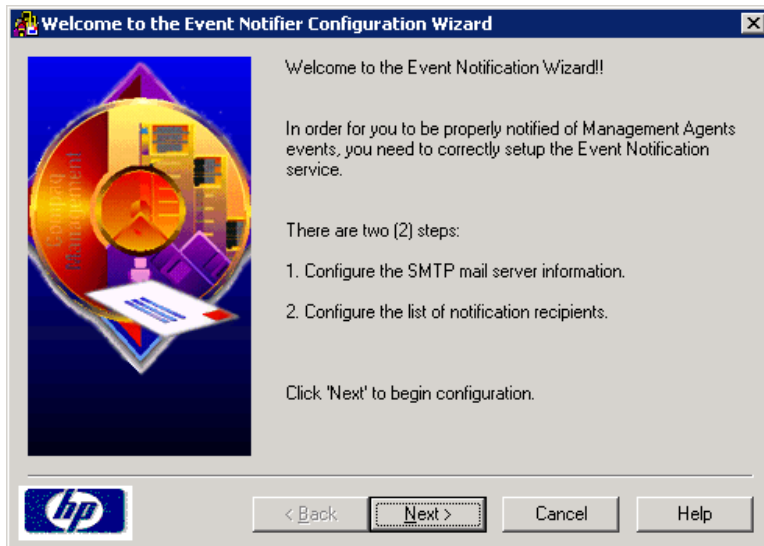 Welcome to the Event Notifier Configuration Wizard
Welcome to the Event Notification Wizard!!
In order for you to be properly notified of Management Agents
events, you need to correctly setup the Event Notification
service.
There are two (2) steps:
1. Configure the SMTP mail server information.
2. Configure the list of notification recipients.
Click 'Next' to begin configuration.
Compaq
Management
hp
< Back
Next >
Cancel
Help